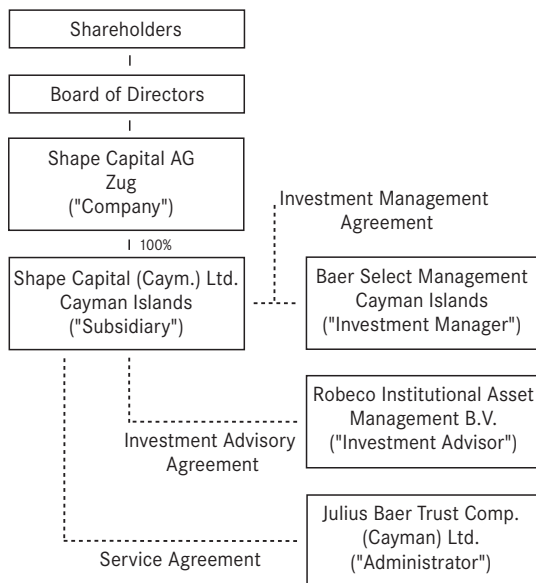 Shareholders
Board of Directors
Shape Capital AG
Zug
("Company")
Investment Management
Agreement
100%
Shape Capital (Caym.) Ltd.
Cayman Islands
("Subsidiary")
Baer Select Management
Cayman Islands
("Investment Manager")
Robeco Institutional Asset
Management B.V.
("Investment Advisor")
Investment Advisory
Agreement
Julius Baer Trust Comp.
(Cayman) Ltd.
("Administrator")
Service Agreement